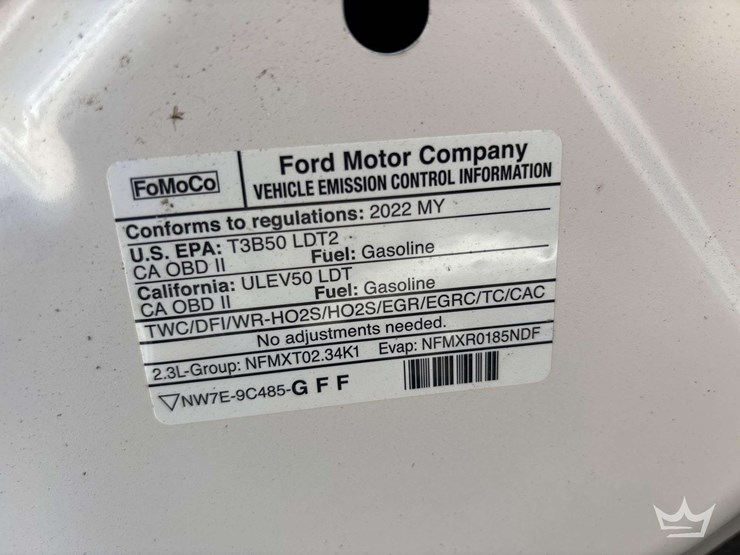 FoMoCo
Ford Motor Company
VEHICLE EMISSION CONTROL INFORMATION
Conforms to regulations: 2022 MY
U.S. EPA: T3B50 LDT2
CA OBD II Fuel: Gasoline
California: ULEV50 LDT
CA OBD II Fuel: Gasoline
TWC/DFI/WR-HO2S/HO2S/EGR/EGRC/TC/CAC
No adjustments needed.
2.3L-Group: NFMXT02.34K1 Evap: NFMXR0185NDF
NW7E-9C485-G F F